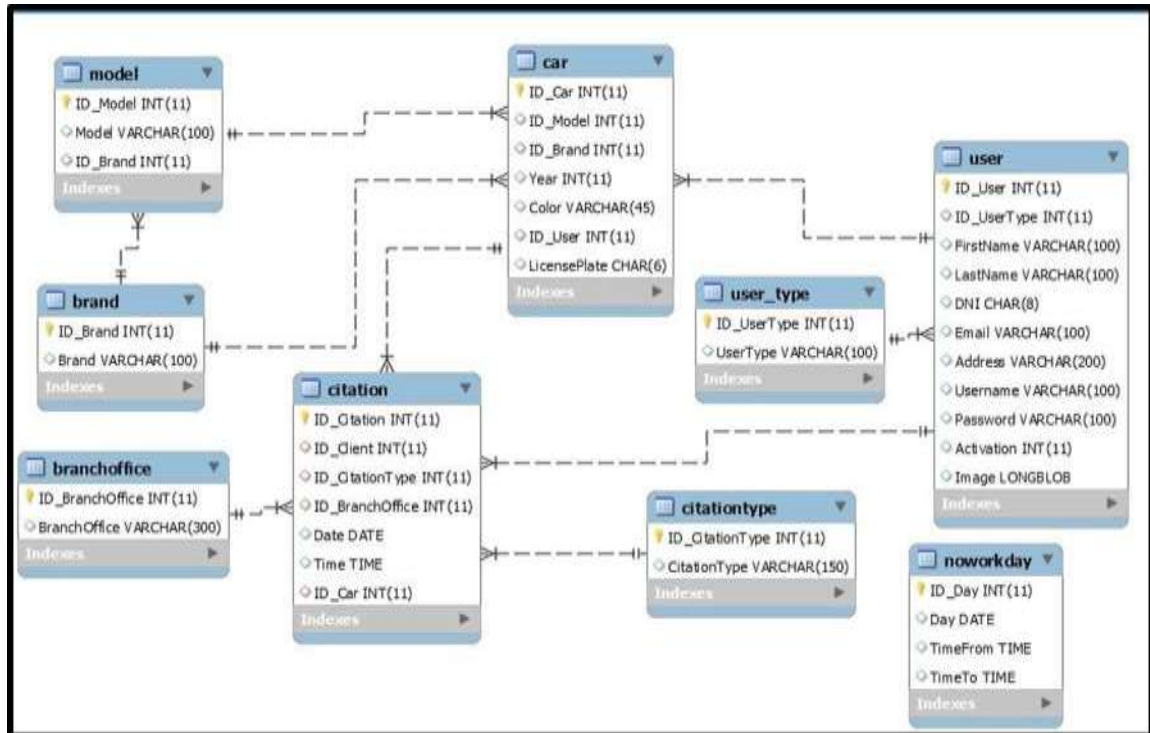 model
ID_Model INT(11)
Model VARCHAR(100)
ID_Brand INT(11)
Indexes
car
ID_Car INT(11)
ID_Model INT(11)
ID_Brand INT(11)
Year INT(11)
Color VARCHAR(45)
ID_User INT(11)
LicensePlate CHAR(6)
Indexes
user
ID_User INT(11)
ID_UserType INT(11)
FirstName VARCHAR(100)
LastName VARCHAR(100)
DNI CHAR(8)
Email VARCHAR(100)
Address VARCHAR(200)
Username VARCHAR(100)
Password VARCHAR(100)
Activation INT(11)
Image LONGBLOB
Indexes
brand
ID_Brand INT(11)
Brand VARCHAR(100)
Indexes
user_type
ID_UserType INT(11)
UserType VARCHAR(100)
Indexes
citation
ID_Citation INT(11)
ID_Client INT(11)
ID_CitationType INT(11)
ID_BranchOffice INT(11)
Date DATE
Time TIME
ID_Car INT(11)
Indexes
branchoffice
ID_BranchOffice INT(11)
BranchOffice VARCHAR(300)
Indexes
citationtype
ID_CitationType INT(11)
CitationType VARCHAR(150)
Indexes
noworkday
ID_Day INT(11)
Day DATE
TimeFrom TIME
TimeTo TIME
Indexes